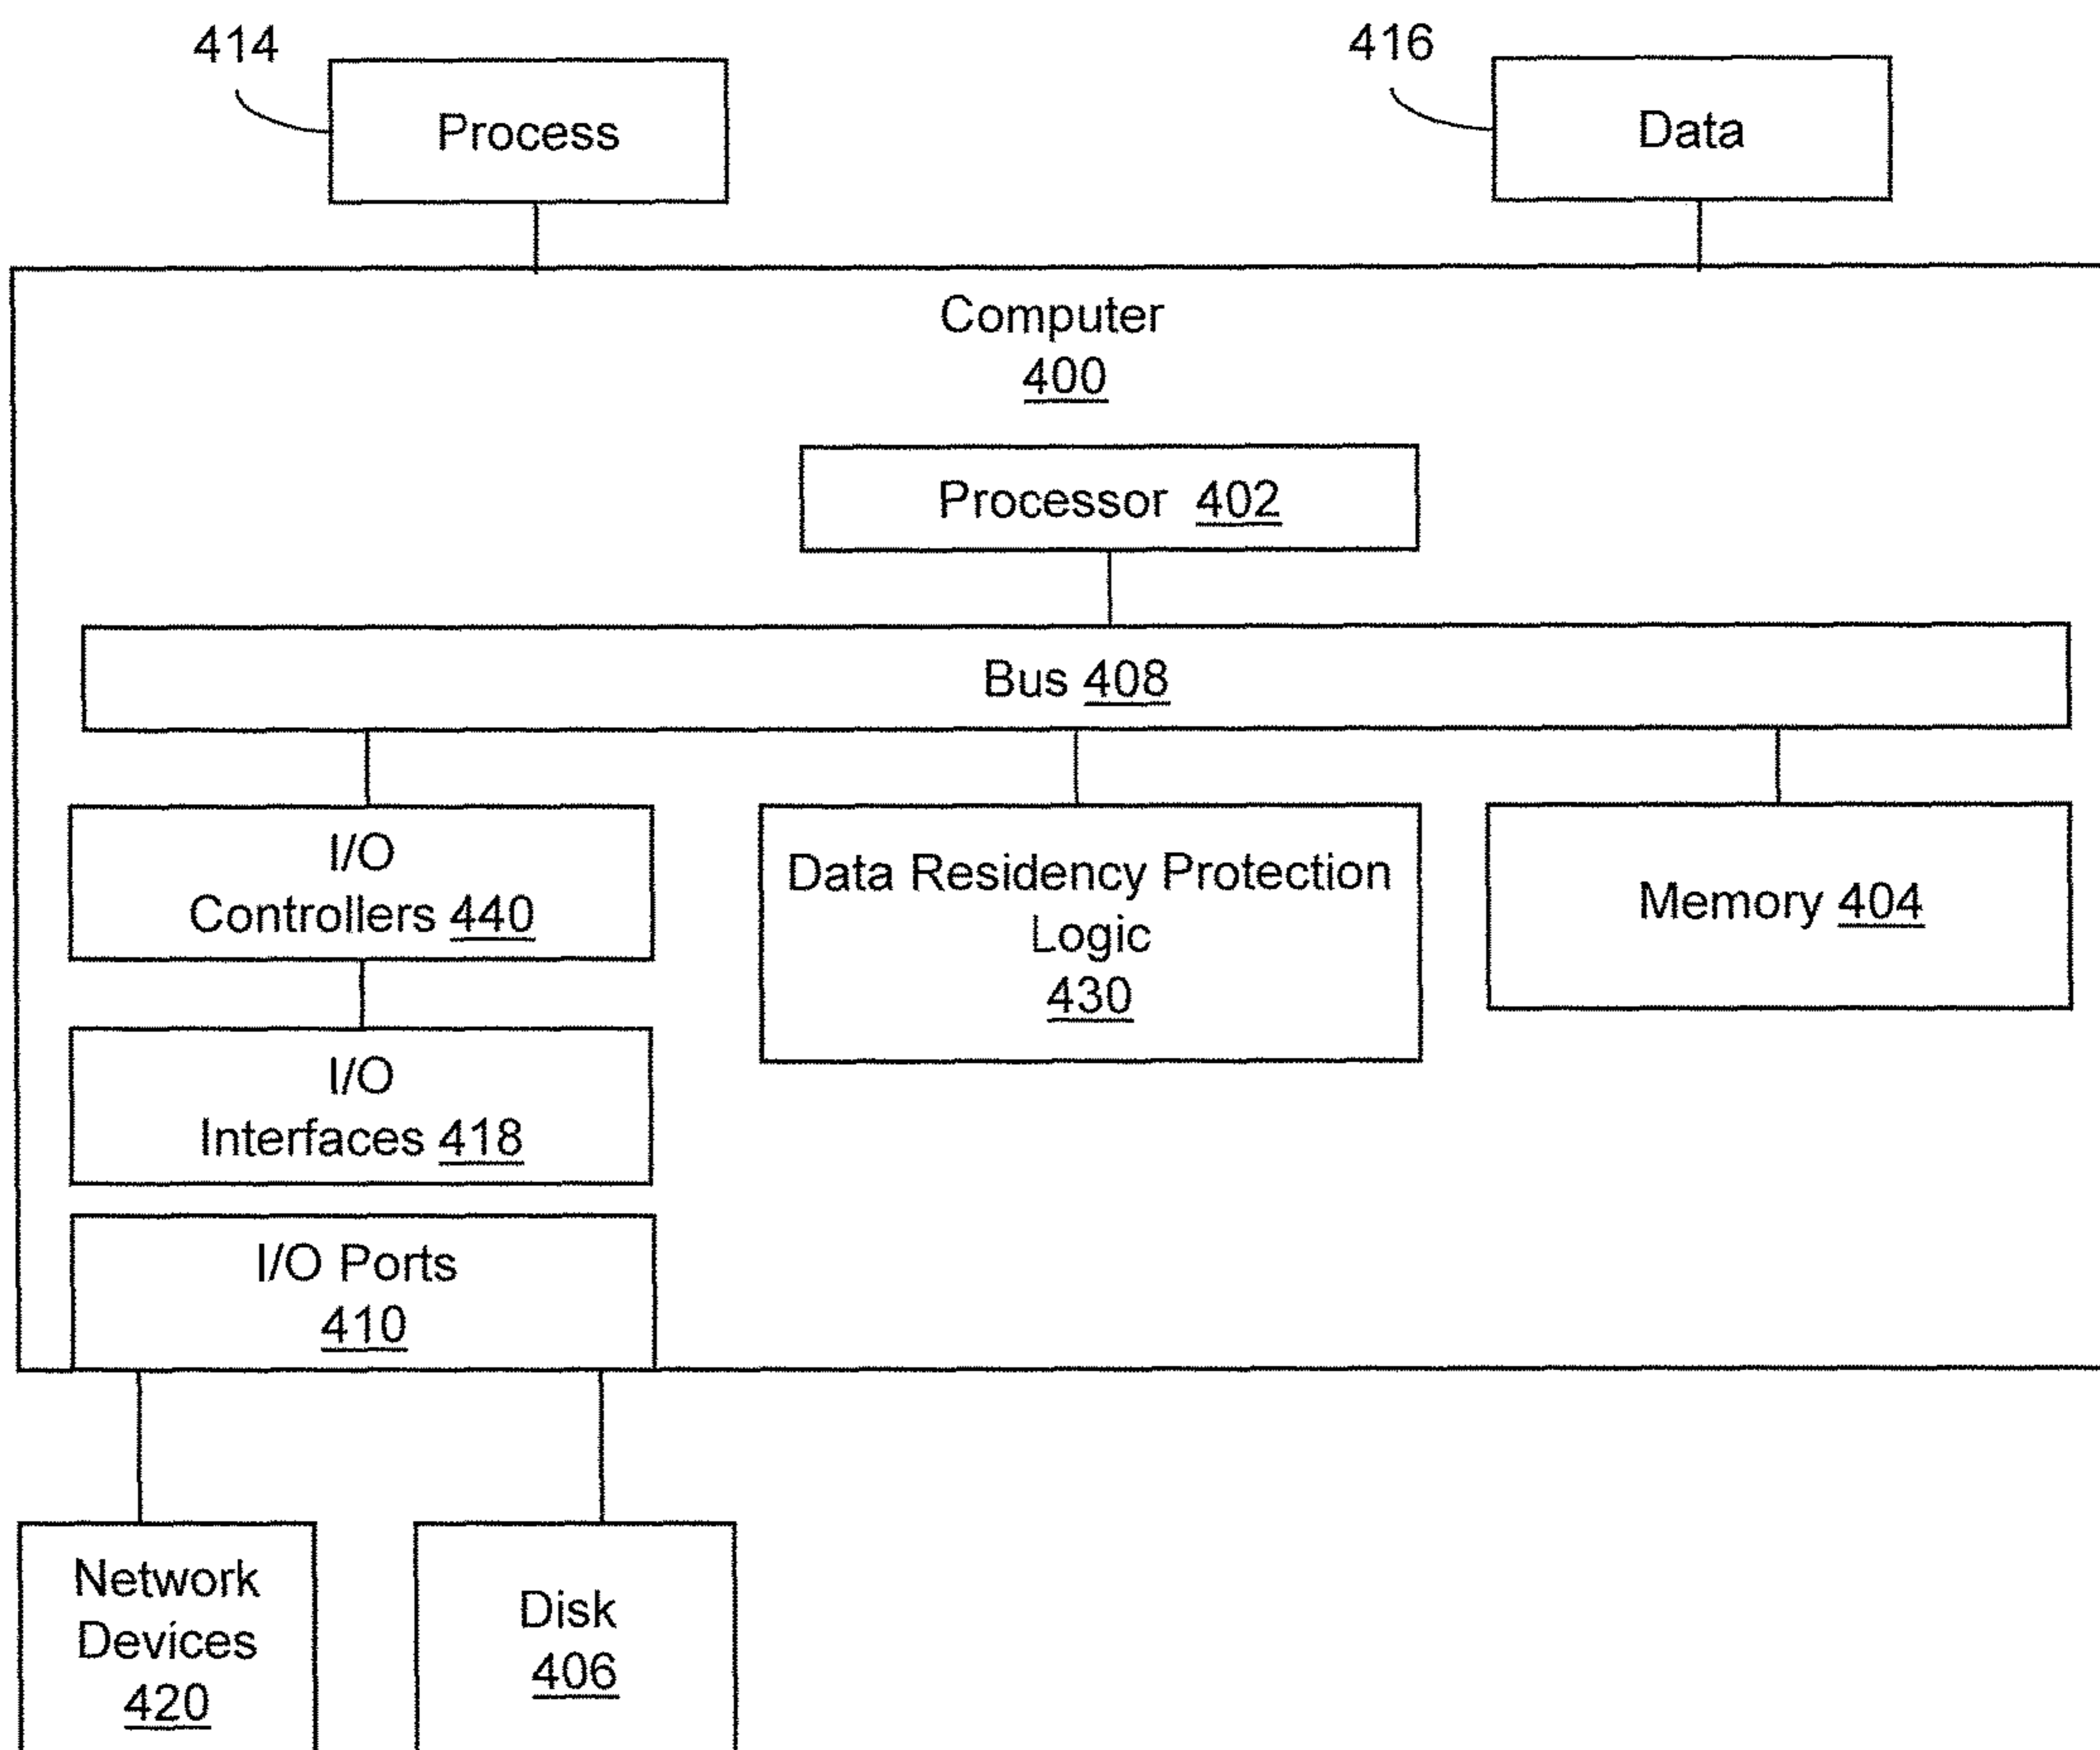 414
416
Process
Data
Computer
400
Processor 402
Bus 408
I/O
Controllers 440
Data Residency Protection
Logic
430
Memory 404
I/O
Interfaces 418
I/O Ports
410
Network
Devices
420
Disk
406